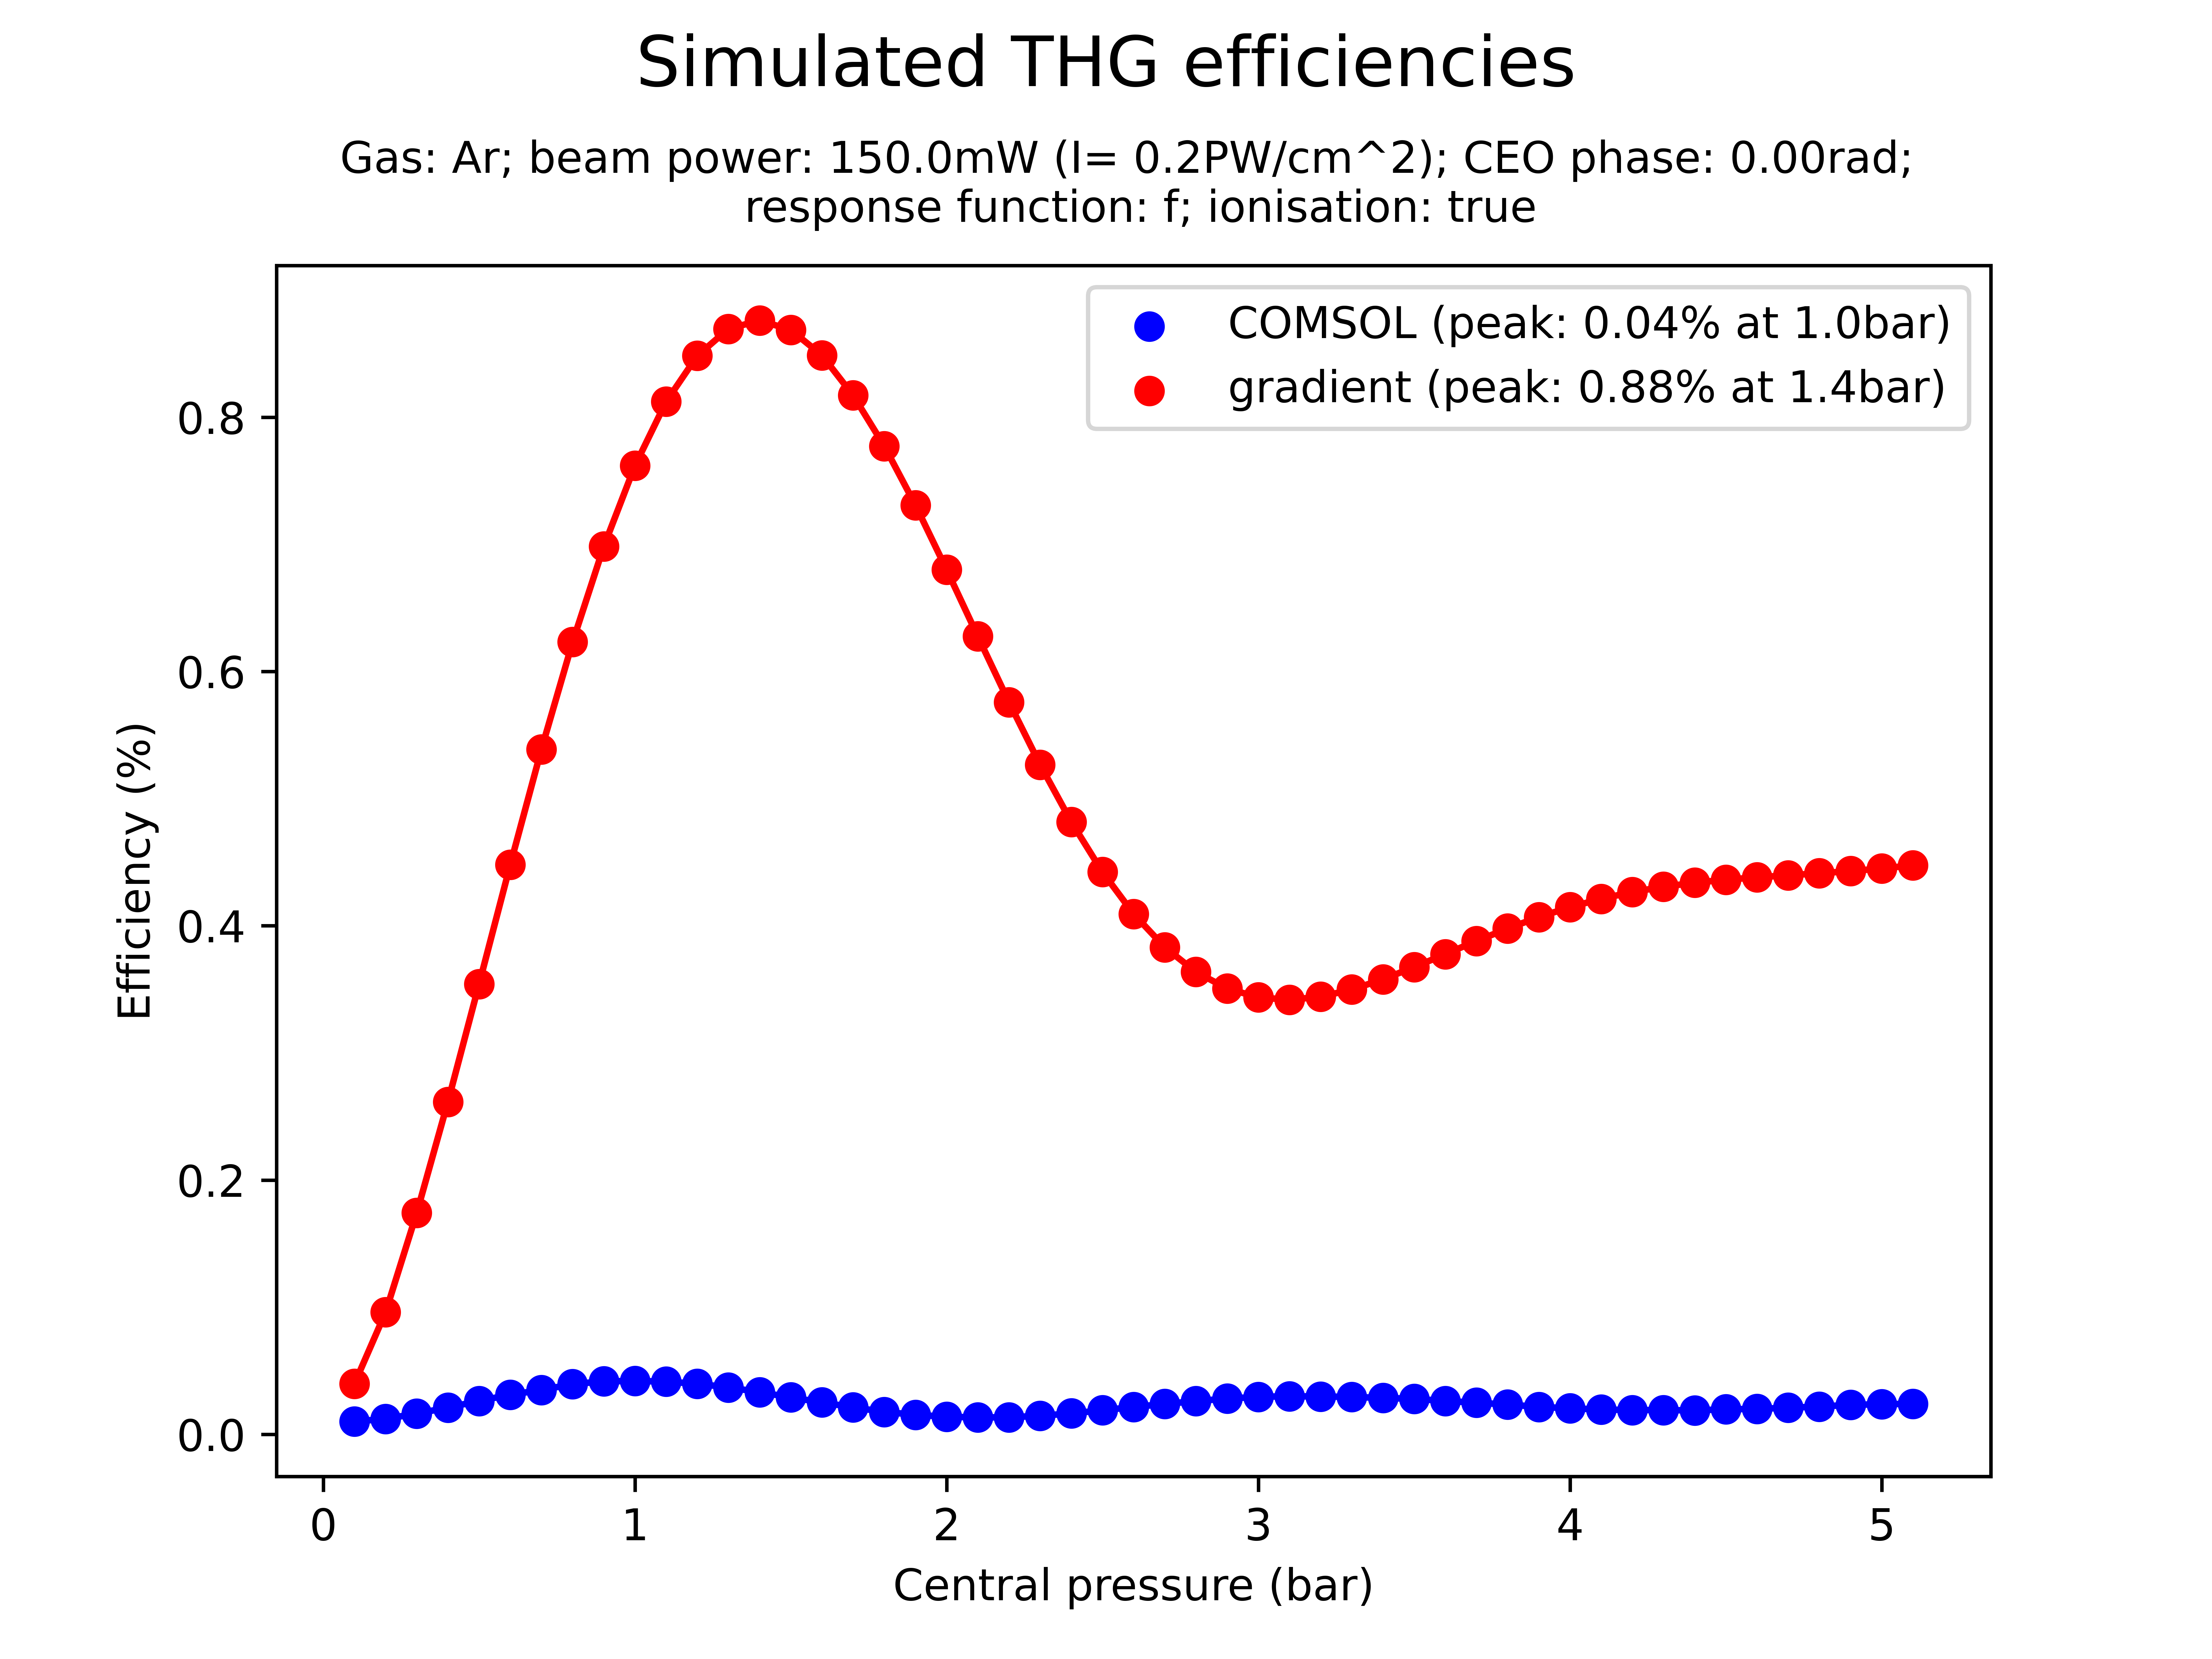 Simulated THG efficiencies
Gas: Ar; beam power: 150.0mW (I= 0.2PW/cm^2); CEO phase: 0.00rad;
response function: f; ionisation: true
COMSOL (peak: 0.04% at 1.0bar)
gradient (peak: 0.88% at 1.4bar)
Efficiency (%)
0.8
0.6
0.4
0.2
0.0
0 1 2 3 4 5
Central pressure (bar)